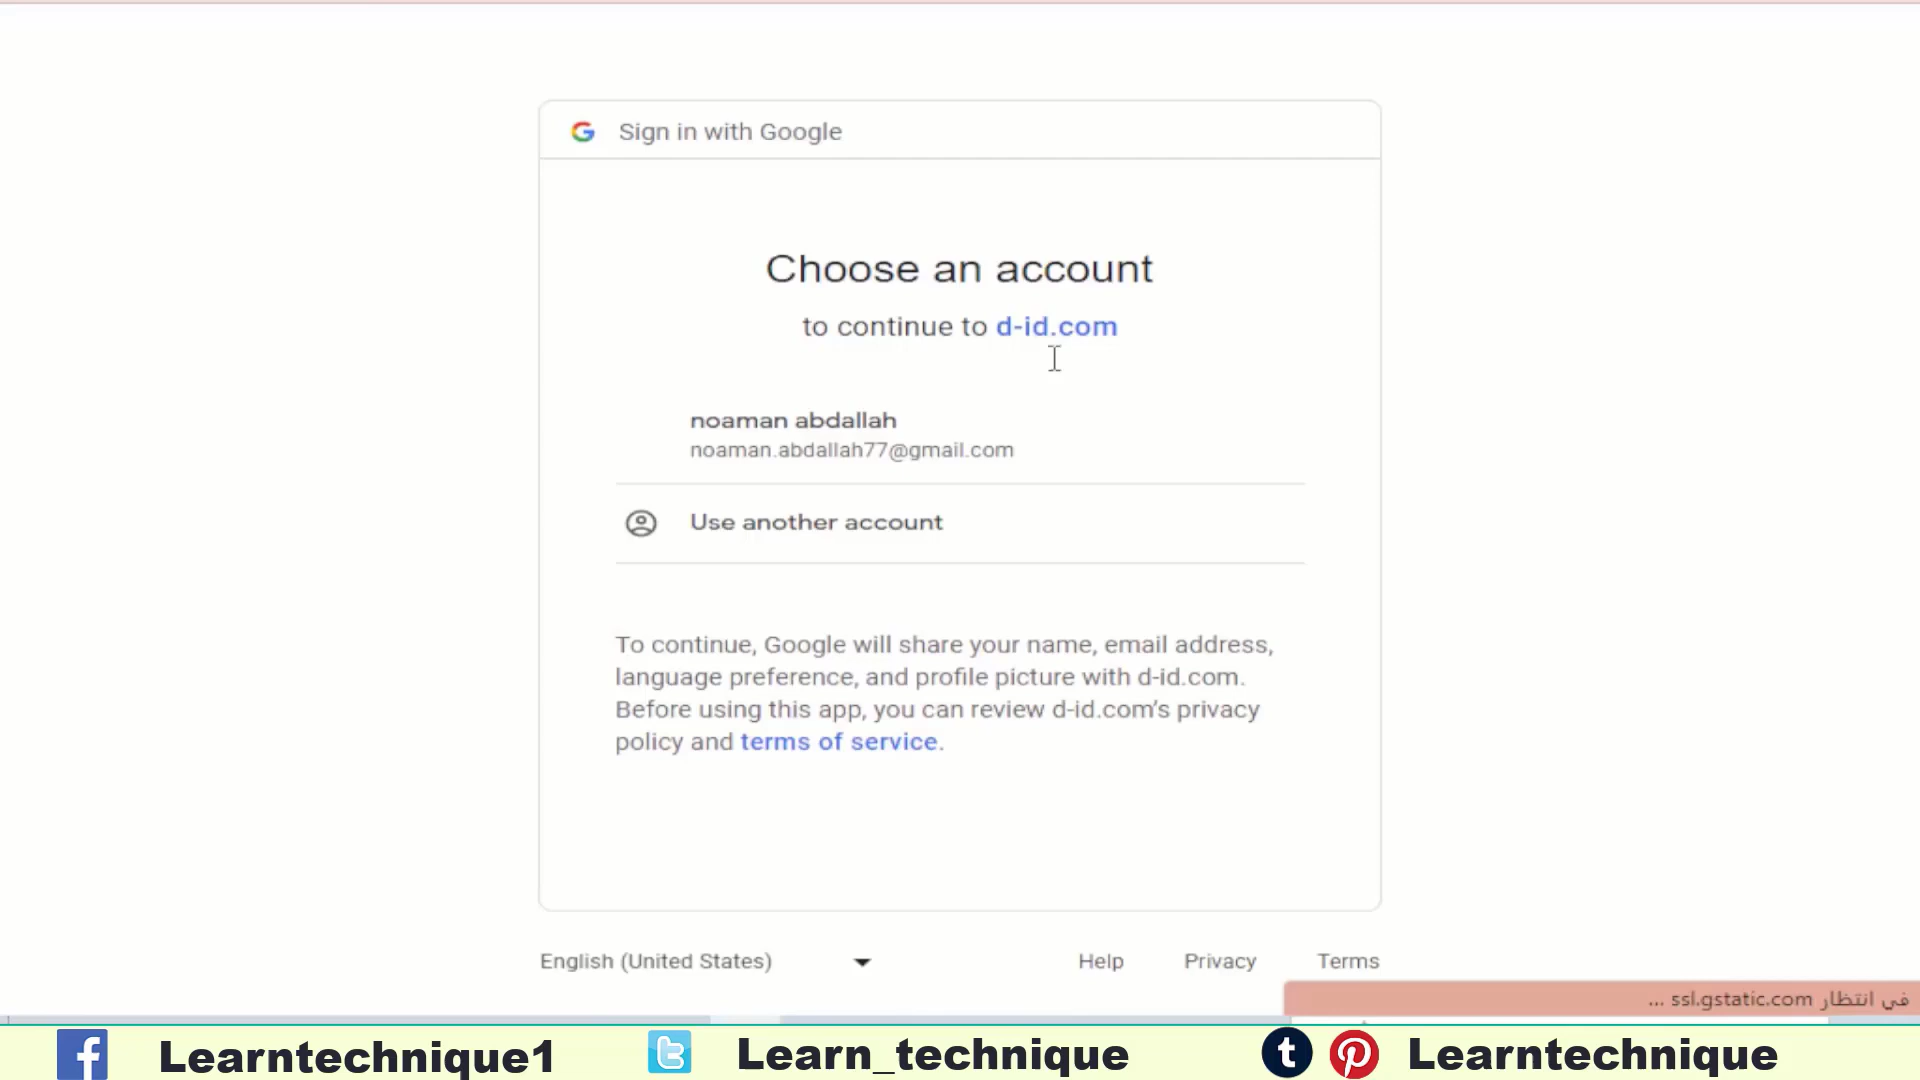 Sign in with Google
Choose an account
to continue to d-id.com
noaman abdallah
noaman.abdallah77@gmail.com
Use another account
To continue, Google will share your name, email address,
language preference, and profile picture with d-id.com.
Before using this app, you can review d-id.com’s privacy
policy and terms of service.
English (United States)
Help Privacy Terms
في انتظار ssl.gstatic.com ...
Learntechnique1 Learn_technique Learntechnique